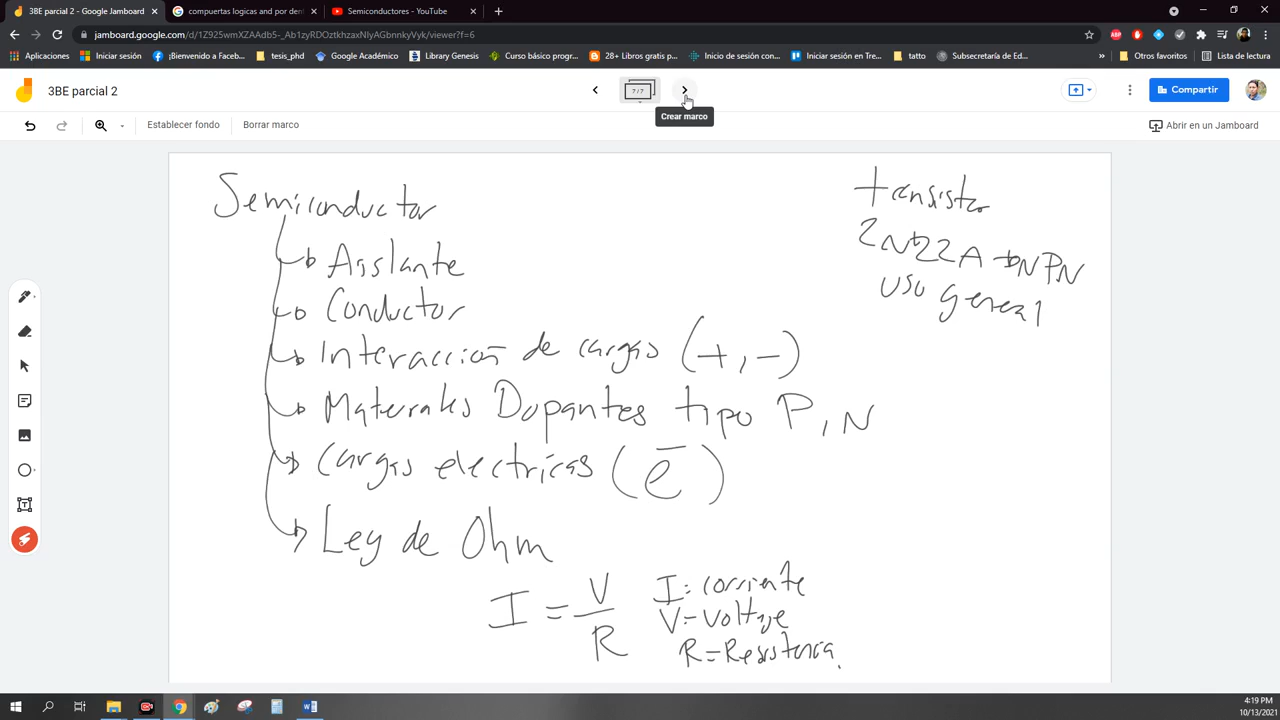 3BE parcial 2 - Google Jamboard
compuertas logicas and por den
Semiconductores - YouTube
jamboard.google.com/d/1Z925wmXZAAdb5-_Ab1zyRDOztkhzaxNlyAGbnnkyVyk/viewer?f=6
Aplicaciones
Iniciar sesión
¡Bienvenido a Faceb...
tesis_phd
Google Académico
Library Genesis
Curso básico progr...
28+ Libros gratis p...
Inicio de sesión con...
Iniciar sesión
tatto
Subsecretaría de Ed...
»
Otros favoritos
Lista de lectura
3BE parcial 2
7 / 7
Compartir
Crear marco
Establecer fondo
Borrar marco
Abrir en un Jamboard
Semiconductor
Aislante
Conductor
Interacción de cargas (+, -)
Materiales Dopantes tipo P, N
Cargas electricas (e̅)
Ley de Ohm
I = V/R
I: corriente
V= Voltaje
R=Resistencia
transistor
2N222A → NPN
uso general
4:19 PM
10/13/2021